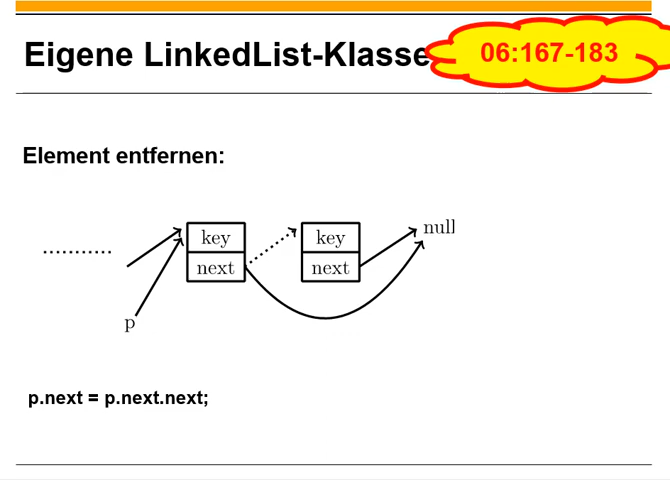 Eigene LinkedList-Klasse
06:167-183
Element entfernen:
............
key
next
key
next
null
p
p.next = p.next.next;